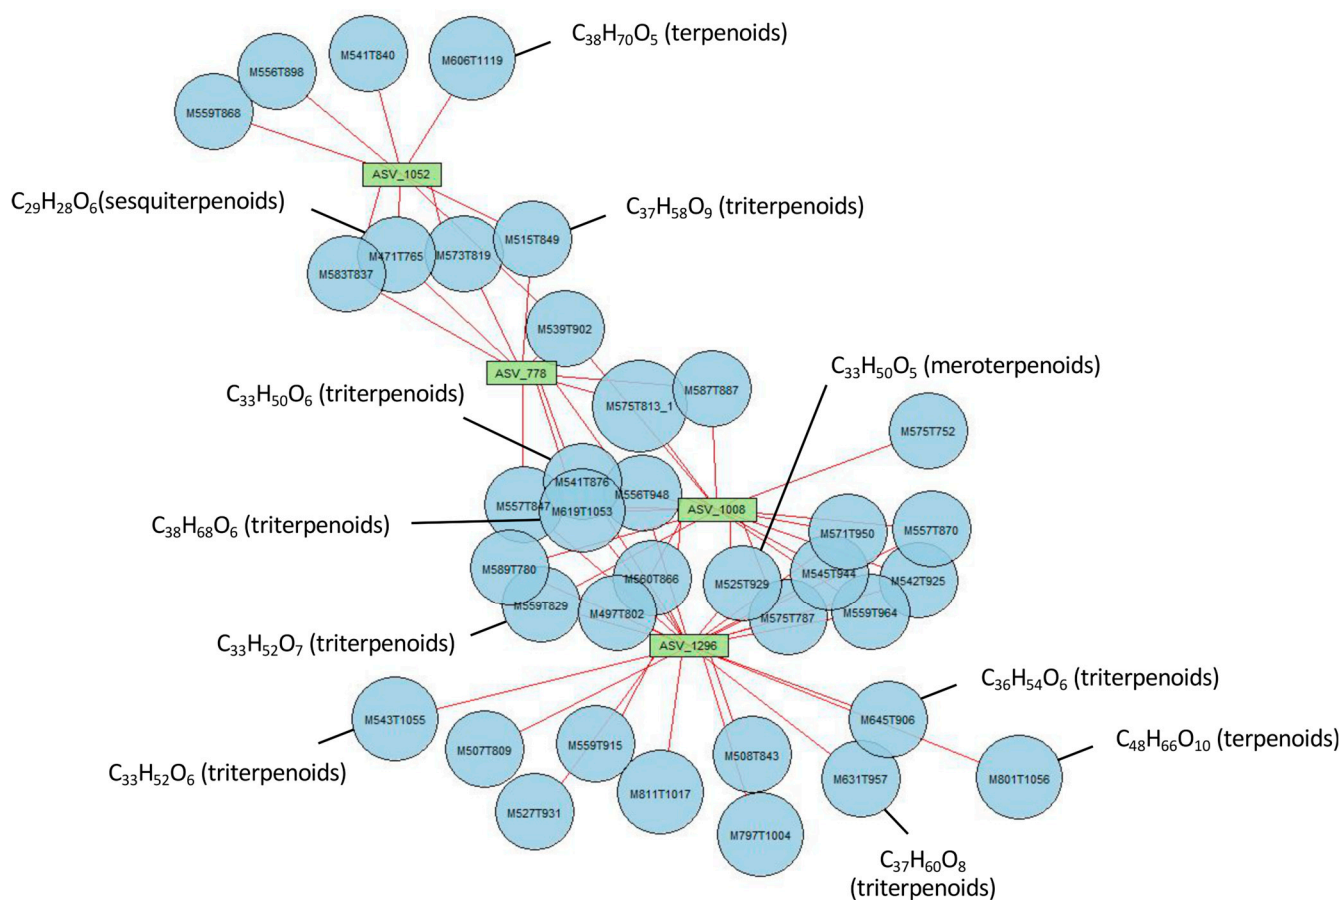 C₃₈H₇₀O₅ (terpenoids)
M541T840
M606T1119
M556T898
M559T868
ASV_1052
C₂₉H₂₈O₆(sesquiterpenoids)
C₃₇H₅₈O₉ (triterpenoids)
M515T849
M471T765
M573T819
M583T837
M539T902
ASV_778
C₃₃H₅₀O₅ (meroterpenoids)
C₃₃H₅₀O₆ (triterpenoids)
M587T887
M575T813_1
M575T752
M541T876
M556T948
M557T847
M619T1053
ASV_1008
C₃₈H₆₈O₆ (triterpenoids)
M571T950
M557T870
M589T780
M560T866
M525T929
M545T944
M542T925
M559T829
M497T802
M575T787
M559T964
C₃₃H₅₂O₇ (triterpenoids)
ASV_1296
C₃₆H₅₄O₆ (triterpenoids)
M543T1055
M645T906
C₄₈H₆₆O₁₀ (terpenoids)
M507T809
M559T915
M508T843
C₃₃H₅₂O₆ (triterpenoids)
M631T957
M801T1056
M811T1017
M527T931
M797T1004
C₃₇H₆₀O₈
(triterpenoids)